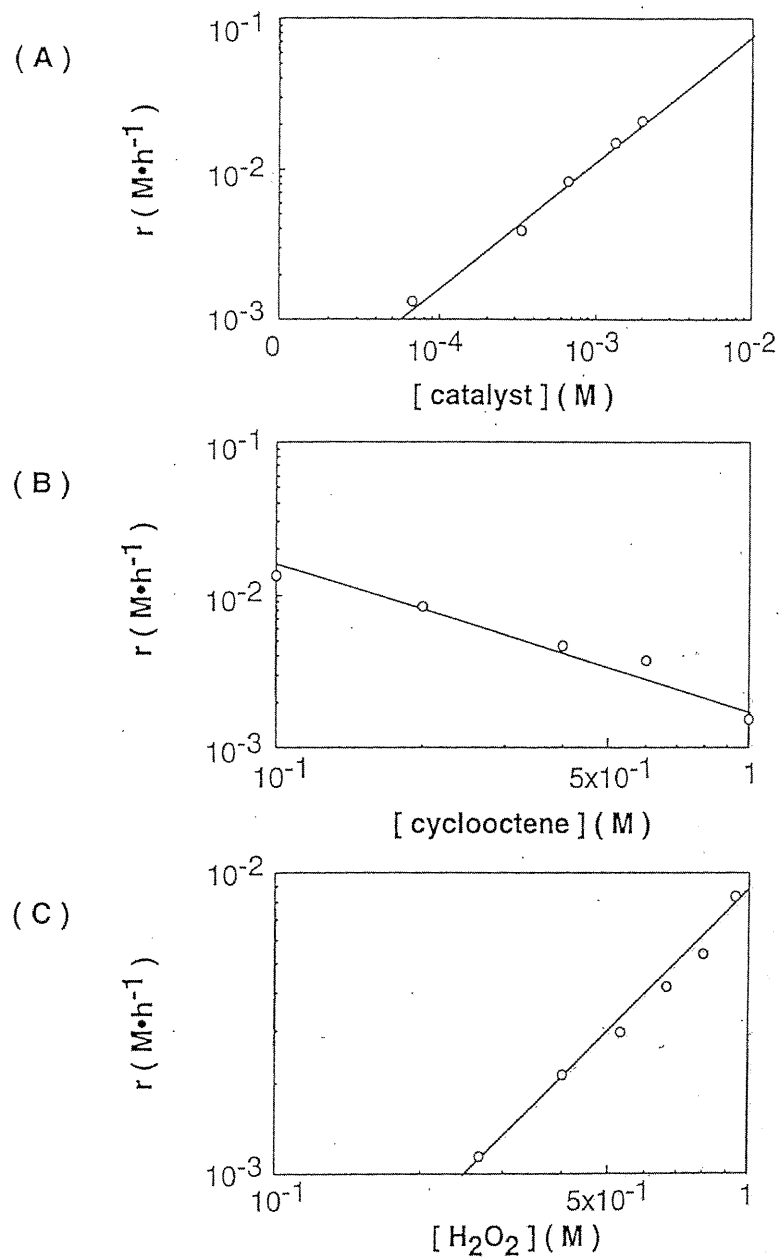 ( A )
r ( M•h⁻¹ )
10⁻¹
10⁻²
10⁻³
0 10⁻⁴ 10⁻³ 10⁻²
[ catalyst ] ( M )
( B )
r ( M•h⁻¹ )
10⁻¹
10⁻²
10⁻³
10⁻¹ 5x10⁻¹ 1
[ cyclooctene ] ( M )
( C )
r ( M•h⁻¹ )
10⁻²
10⁻³
10⁻¹ 5x10⁻¹ 1
[ H₂O₂ ] ( M )